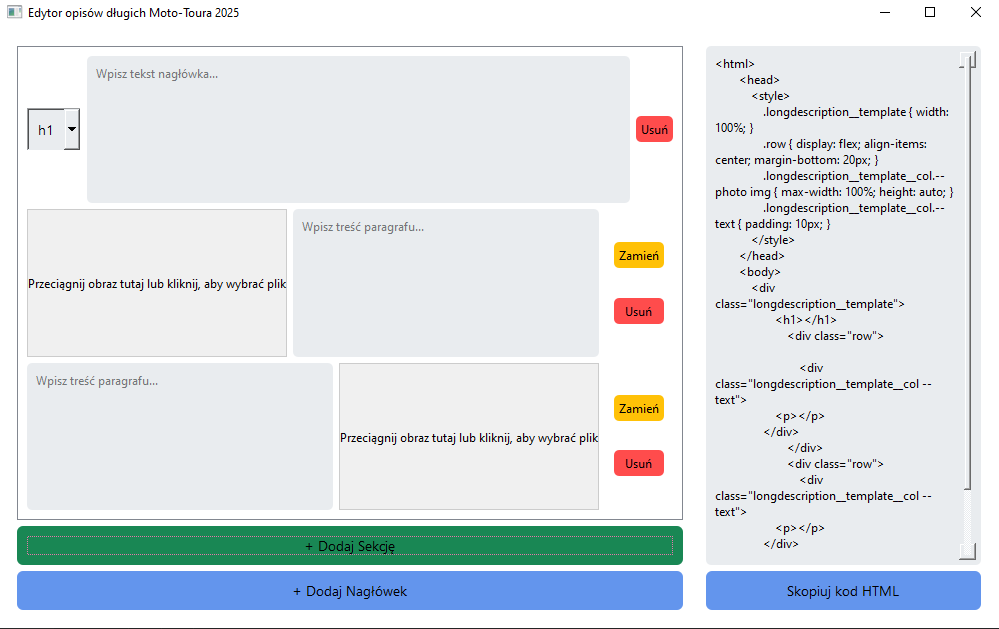 Edytor opisów długich Moto-Toura 2025
Wpisz tekst nagłówka...
h1
Usuń
Przeciągnij obraz tutaj lub kliknij, aby wybrać plik
Wpisz treść paragrafu...
Zamień
Usuń
Wpisz treść paragrafu...
Przeciągnij obraz tutaj lub kliknij, aby wybrać plik
Zamień
Usuń
+ Dodaj Sekcję
+ Dodaj Nagłówek
<html>
<head>
<style>
.longdescription__template { width:
100%; }
.row { display: flex; align-items:
center; margin-bottom: 20px; }
.longdescription__template__col.--
photo img { max-width: 100%; height: auto; }
.longdescription__template__col.--
text { padding: 10px; }
</style>
</head>
<body>
<div
class="longdescription__template">
<h1></h1>
<div class="row">
<div
class="longdescription__template__col --
text">
<p></p>
</div>
</div>
<div class="row">
<div
class="longdescription__template__col --
text">
<p></p>
</div>
Skopiuj kod HTML